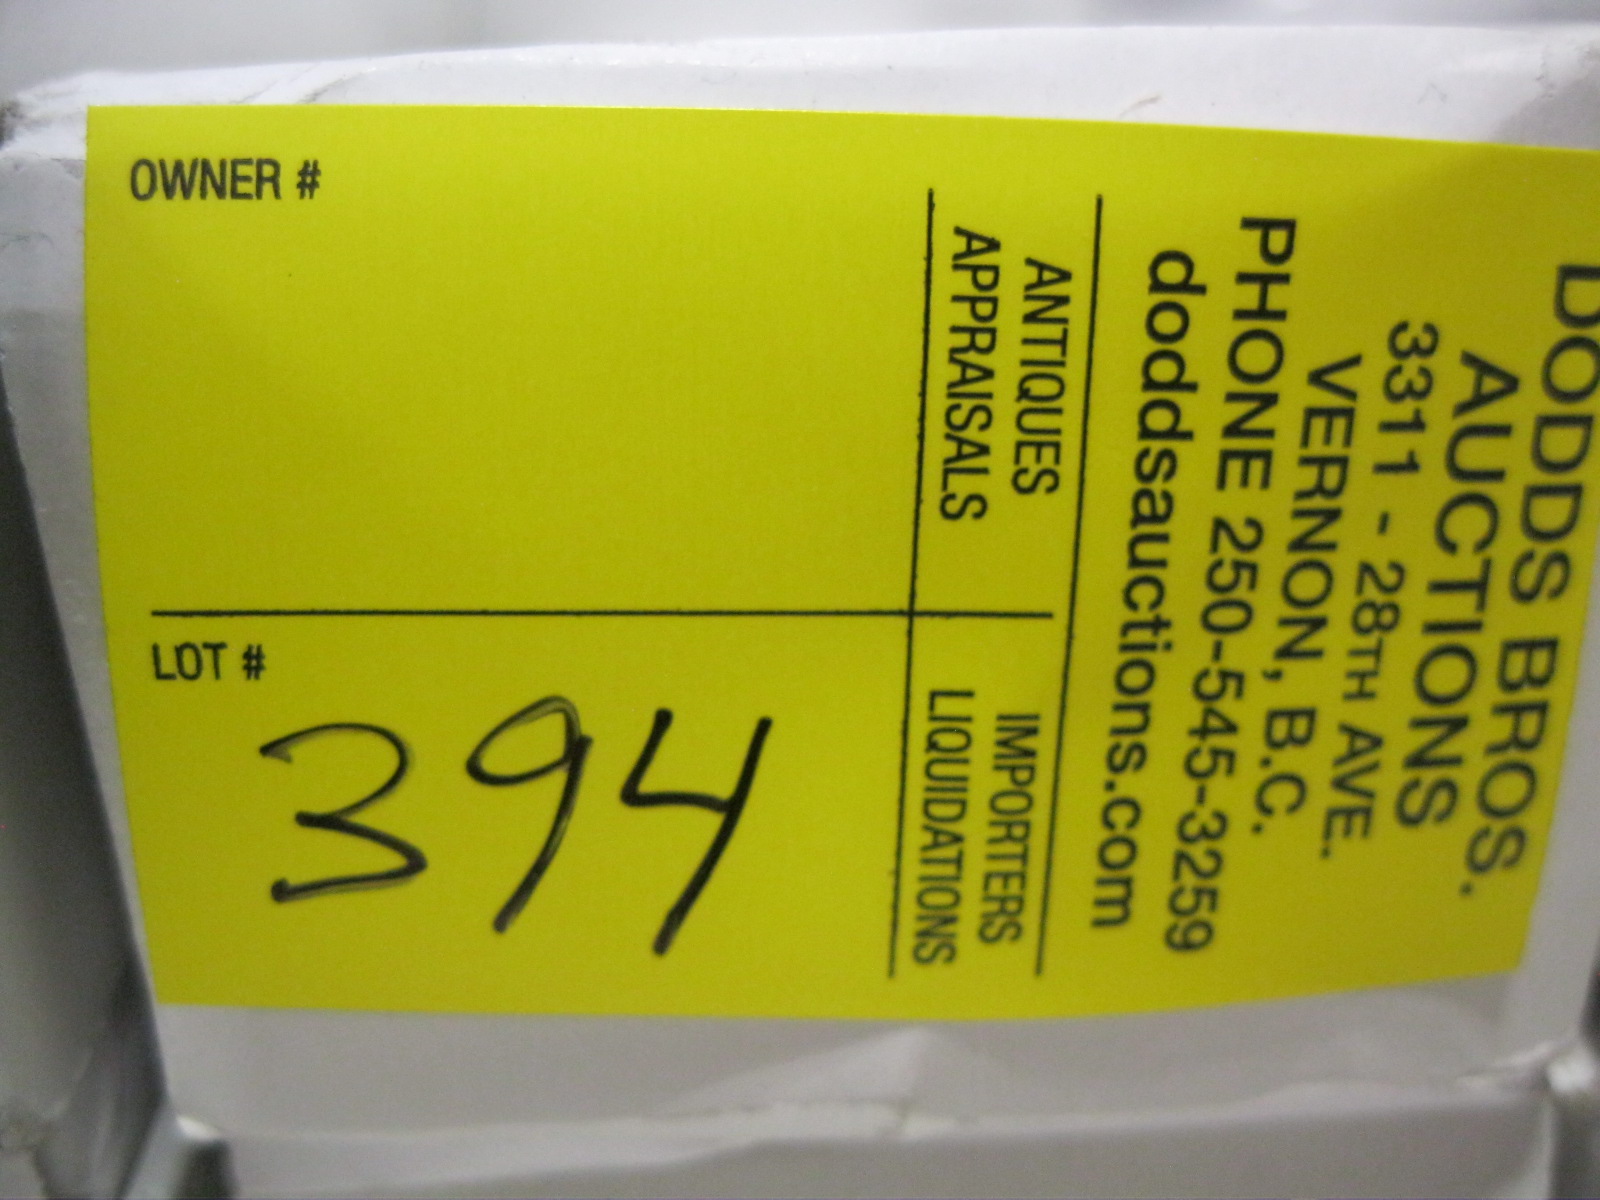 DODDS BROS.
AUCTIONS
3311 - 28TH AVE.
VERNON, B.C.
PHONE 250-545-3259
doddsauctions.com
ANTIQUES
APPRAISALS
IMPORTERS
LIQUIDATIONS
OWNER #
LOT #
394